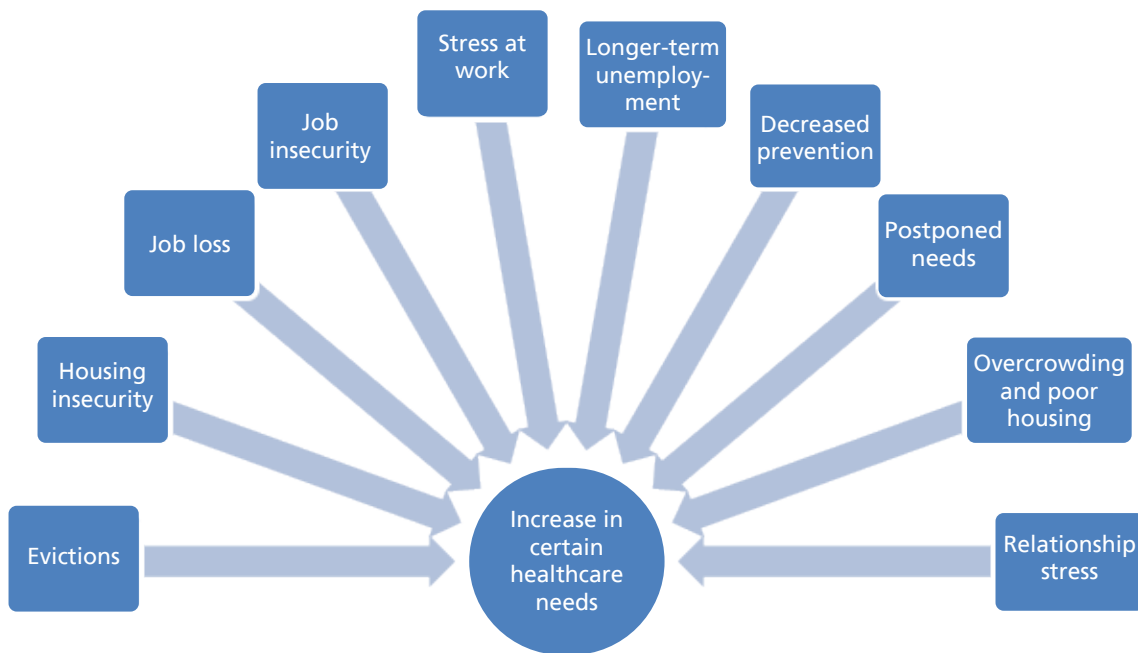 Evictions
Housing
insecurity
Job loss
Job
insecurity
Stress at
work
Longer-term
unemploy-
ment
Decreased
prevention
Postponed
needs
Overcrowding
and poor
housing
Relationship
stress
Increase in
certain
healthcare
needs